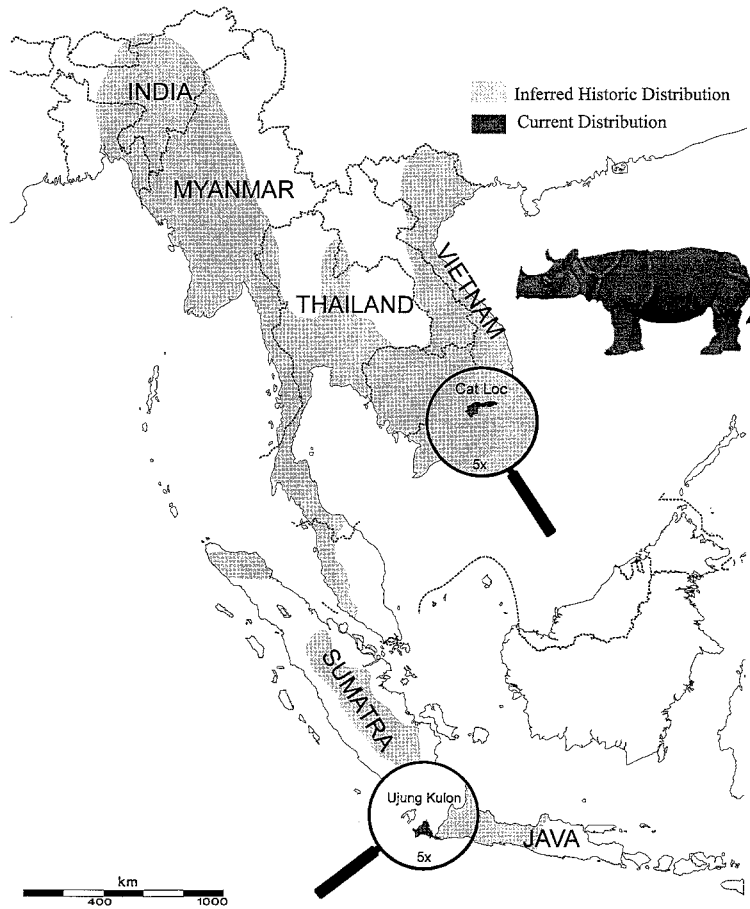 INDIA
Inferred Historic Distribution
Current Distribution
MYANMAR
VIETNAM
THAILAND
Cat Loc
5x
SUMATRA
Ujung Kulon
5x
JAVA
km
400
1000